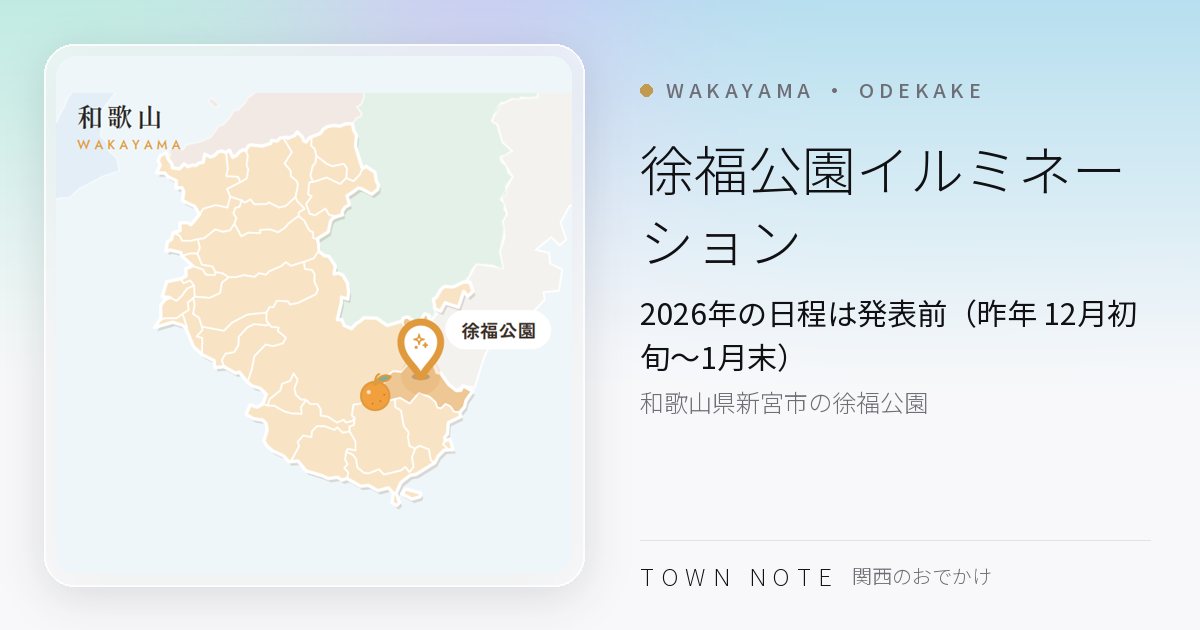 和歌山
WAKAYAMA
徐福公園
WAKAYAMA • ODEKAKE
徐福公園イルミネー
ション
2026年の日程は発表前（昨年 12月初
旬〜1月末）
和歌山県新宮市の徐福公園
TOWN NOTE 関西のおでかけ